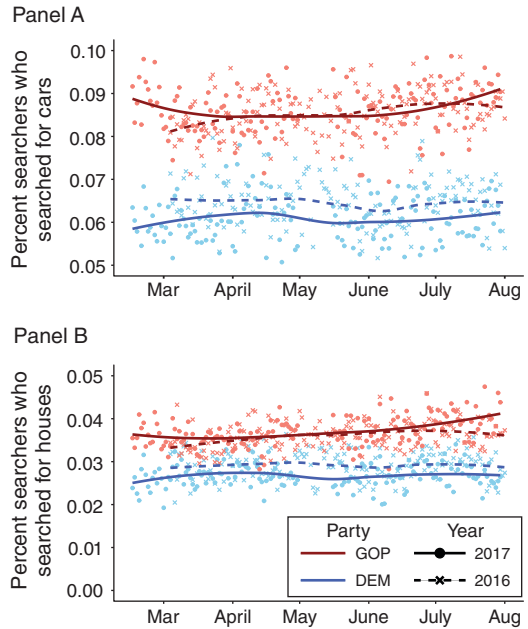 Panel A
Percent searchers who
searched for cars
0.10
0.09
0.08
0.07
0.06
0.05
Mar April May June July Aug
Panel B
Percent searchers who
searched for houses
0.05
0.04
0.03
0.02
0.01
0.00
Party Year
GOP 2017
DEM 2016
Mar April May June July Aug